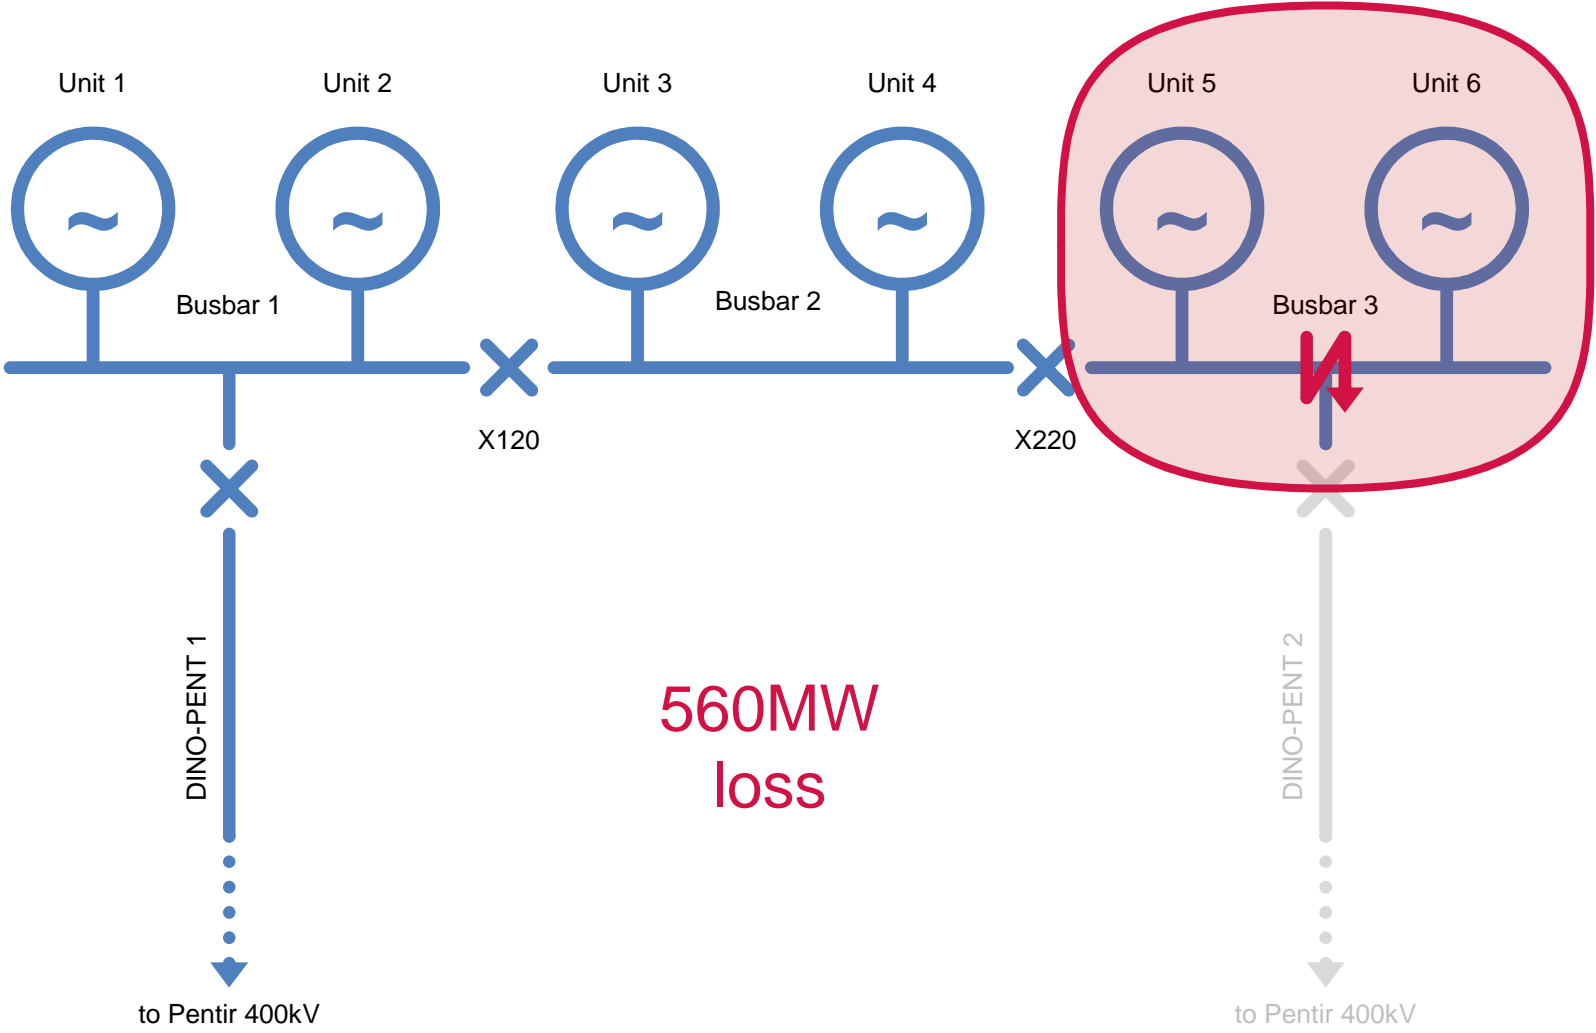 Unit 1
Unit 2
Unit 3
Unit 4
Unit 5
Unit 6
~
~
~
~
~
~
Busbar 1
Busbar 2
Busbar 3
X120
X220
DINO-PENT 1
560MW
loss
DINO-PENT 2
to Pentir 400kV
to Pentir 400kV